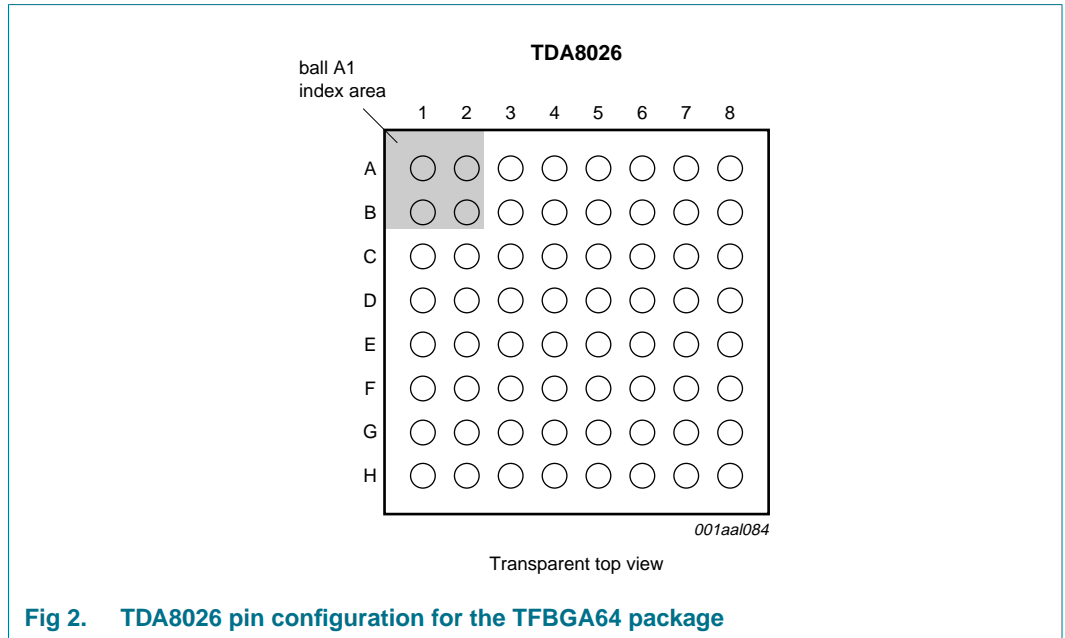 TDA8026
ball A1
index area
1 2 3 4 5 6 7 8
A
B
C
D
E
F
G
H
001aal084
Transparent top view
Fig 2. TDA8026 pin configuration for the TFBGA64 package